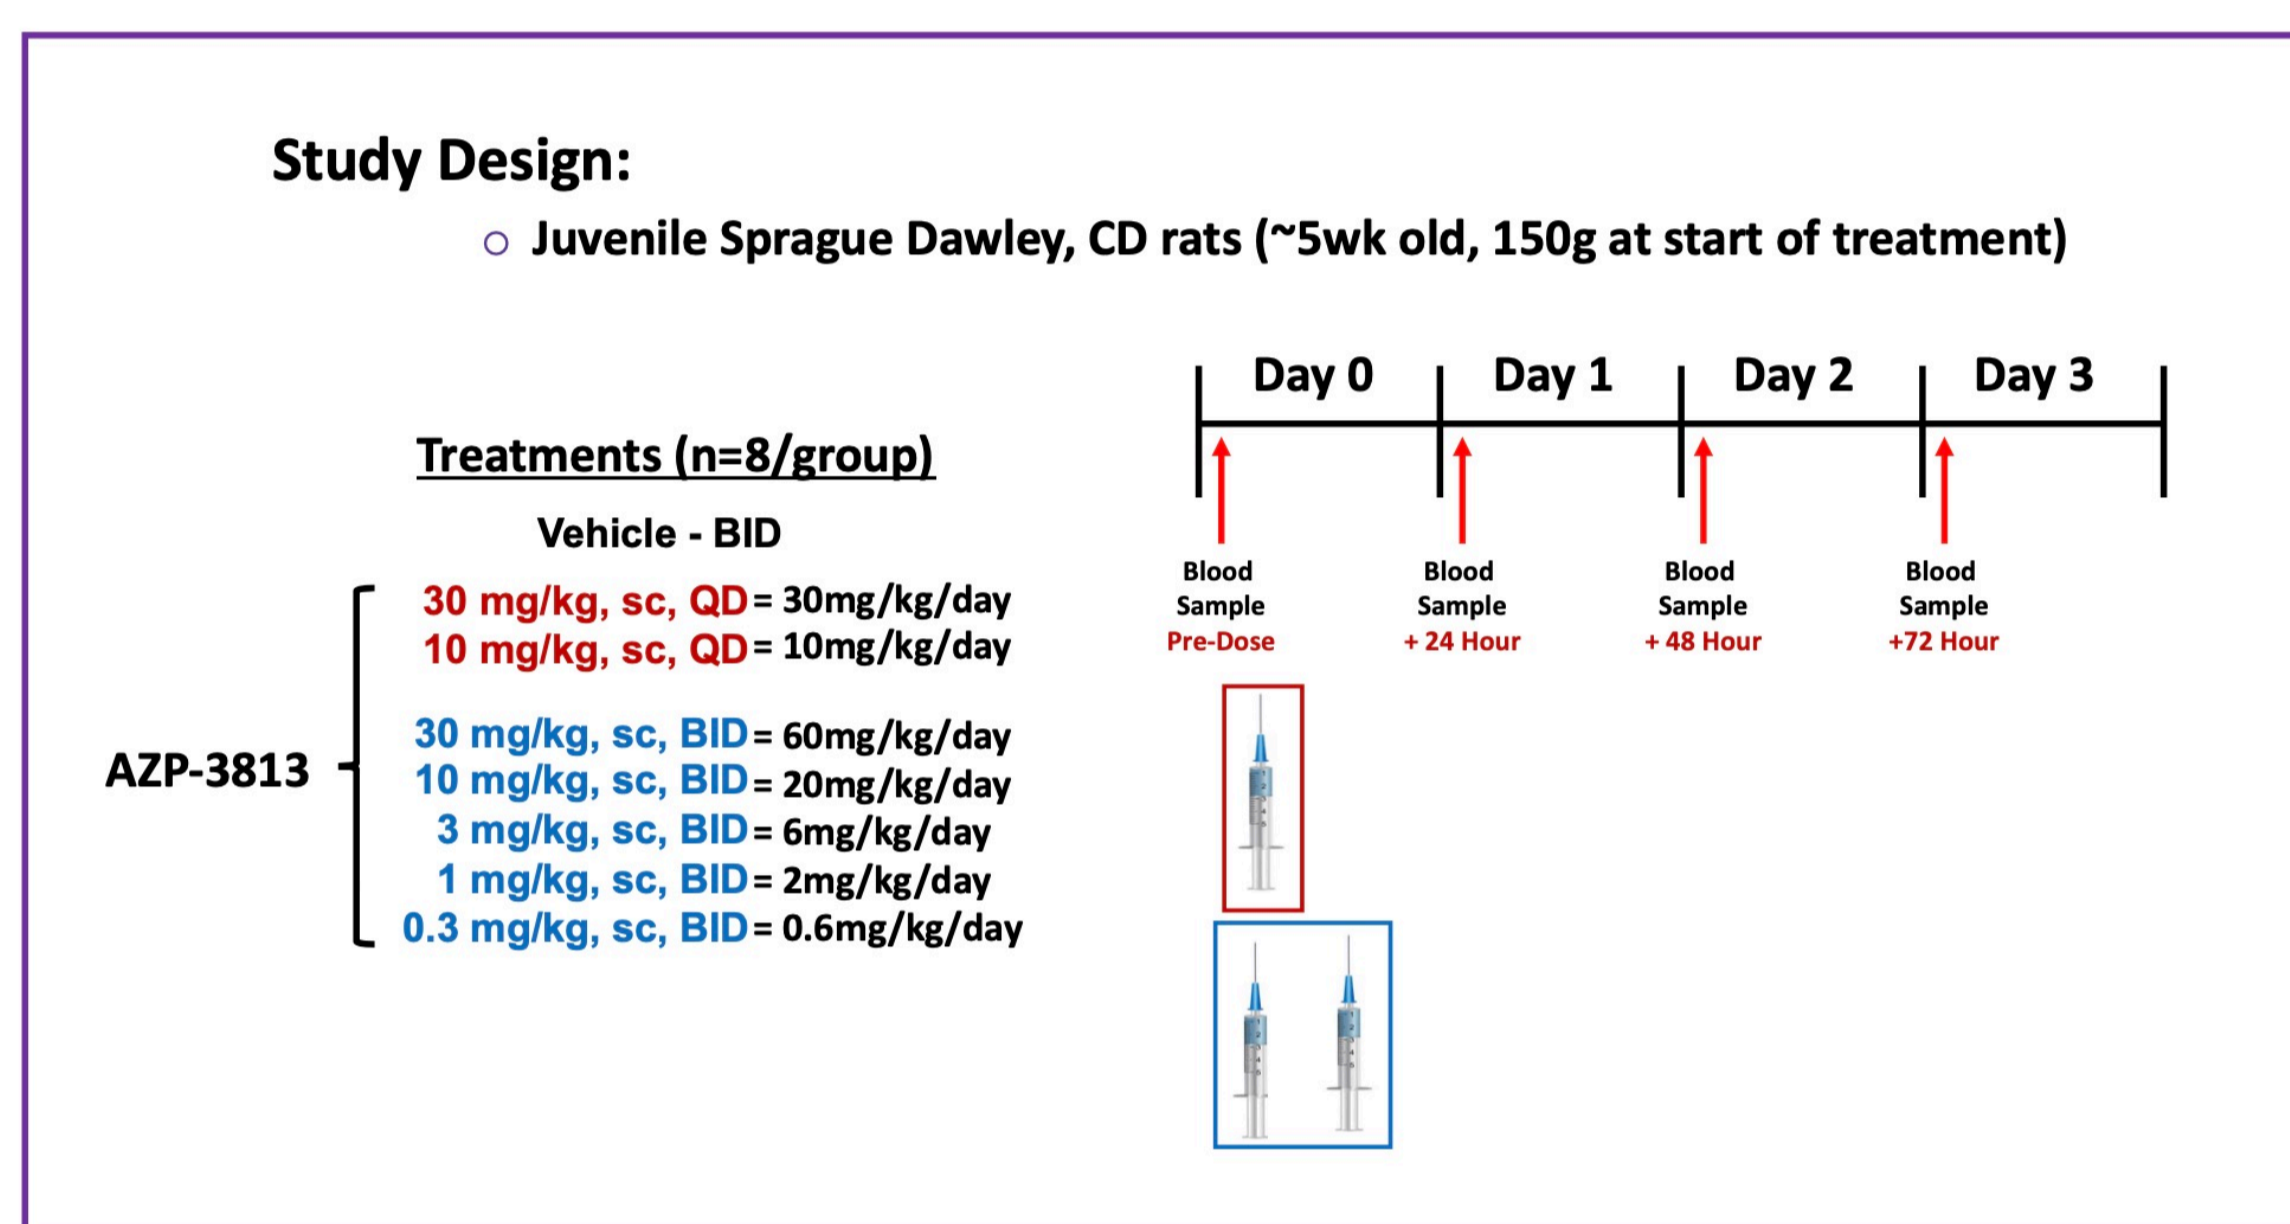 Study Design:
○ Juvenile Sprague Dawley, CD rats (~5wk old, 150g at start of treatment)
Treatments (n=8/group)
Vehicle - BID
AZP-3813
30 mg/kg, sc, QD= 30mg/kg/day
10 mg/kg, sc, QD= 10mg/kg/day
30 mg/kg, sc, BID= 60mg/kg/day
10 mg/kg, sc, BID= 20mg/kg/day
3 mg/kg, sc, BID= 6mg/kg/day
1 mg/kg, sc, BID= 2mg/kg/day
0.3 mg/kg, sc, BID= 0.6mg/kg/day
Day 0
Day 1
Day 2
Day 3
Blood
Sample
Pre-Dose
Blood
Sample
+ 24 Hour
Blood
Sample
+ 48 Hour
Blood
Sample
+72 Hour